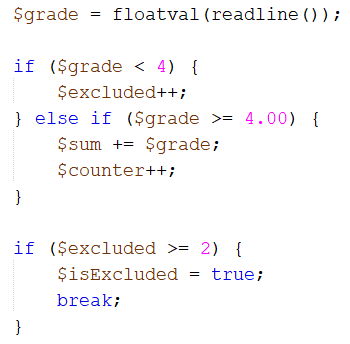 $grade = floatval(readline());
if ($grade < 4) {
$excluded++;
} else if ($grade >= 4.00) {
$sum += $grade;
$counter++;
}
if ($excluded >= 2) {
$isExcluded = true;
break;
}